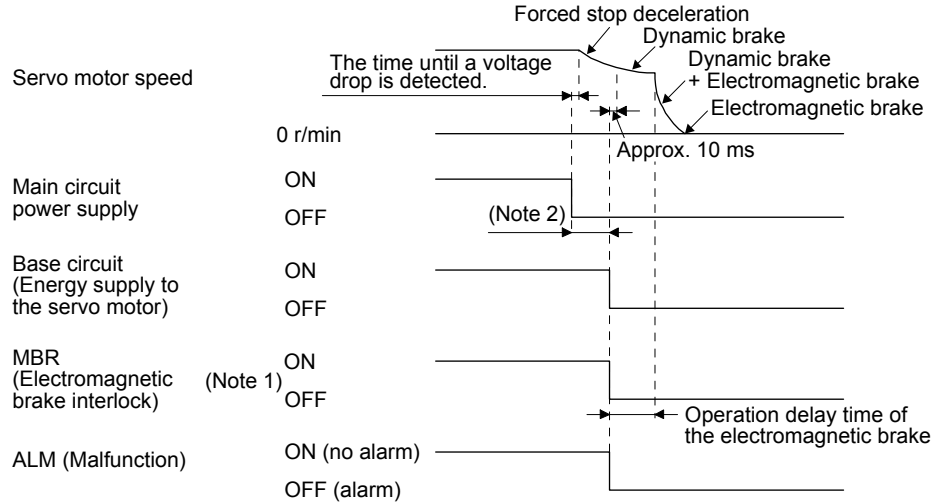 Forced stop deceleration
Dynamic brake
The time until a voltage
drop is detected.
Dynamic brake
+ Electromagnetic brake
Servo motor speed
Electromagnetic brake
0 r/min
Approx. 10 ms
Main circuit
power supply
ON
OFF
(Note 2)
Base circuit
(Energy supply to
the servo motor)
ON
OFF
MBR
(Electromagnetic
brake interlock)
(Note 1)
ON
OFF
Operation delay time of
the electromagnetic brake
ALM (Malfunction)
ON (no alarm)
OFF (alarm)